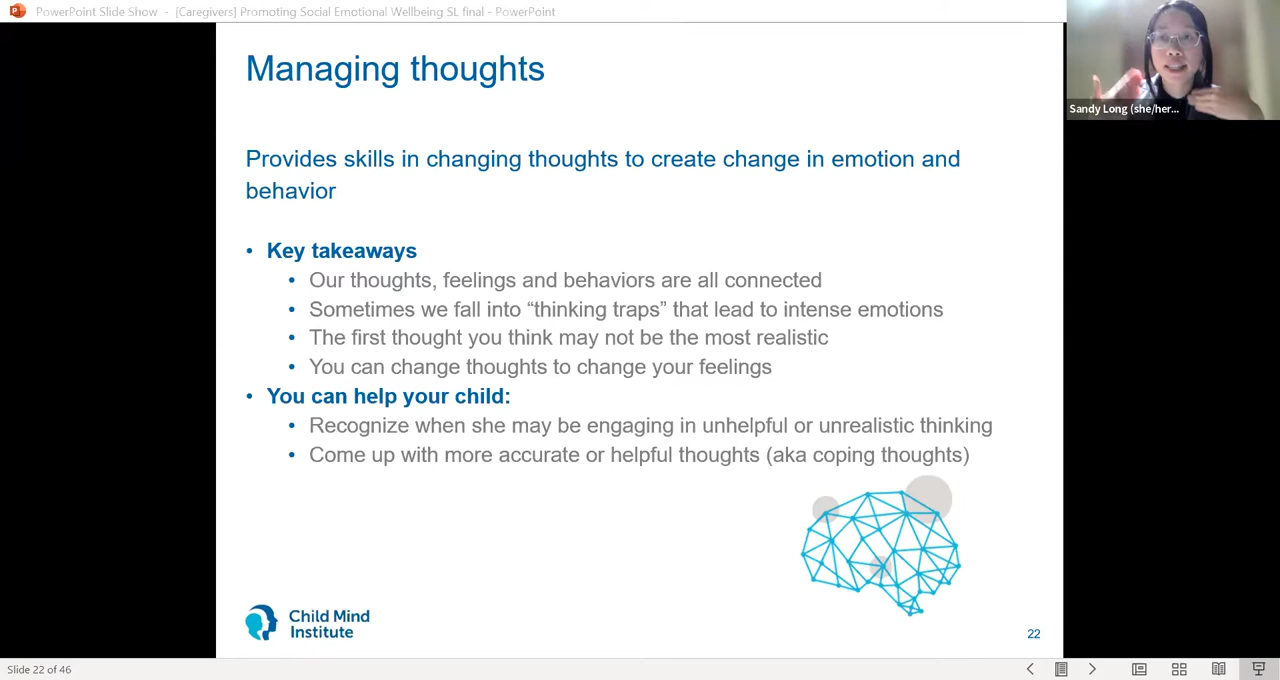 PowerPoint Slide Show - [Caregivers] Promoting Social Emotional Wellbeing SL final - PowerPoint
Managing thoughts
Sandy Long (she/her...
Provides skills in changing thoughts to create change in emotion and
behavior
• Key takeaways
• Our thoughts, feelings and behaviors are all connected
• Sometimes we fall into “thinking traps” that lead to intense emotions
• The first thought you think may not be the most realistic
• You can change thoughts to change your feelings
• You can help your child:
• Recognize when she may be engaging in unhelpful or unrealistic thinking
• Come up with more accurate or helpful thoughts (aka coping thoughts)
Child Mind
Institute
22
Slide 22 of 46